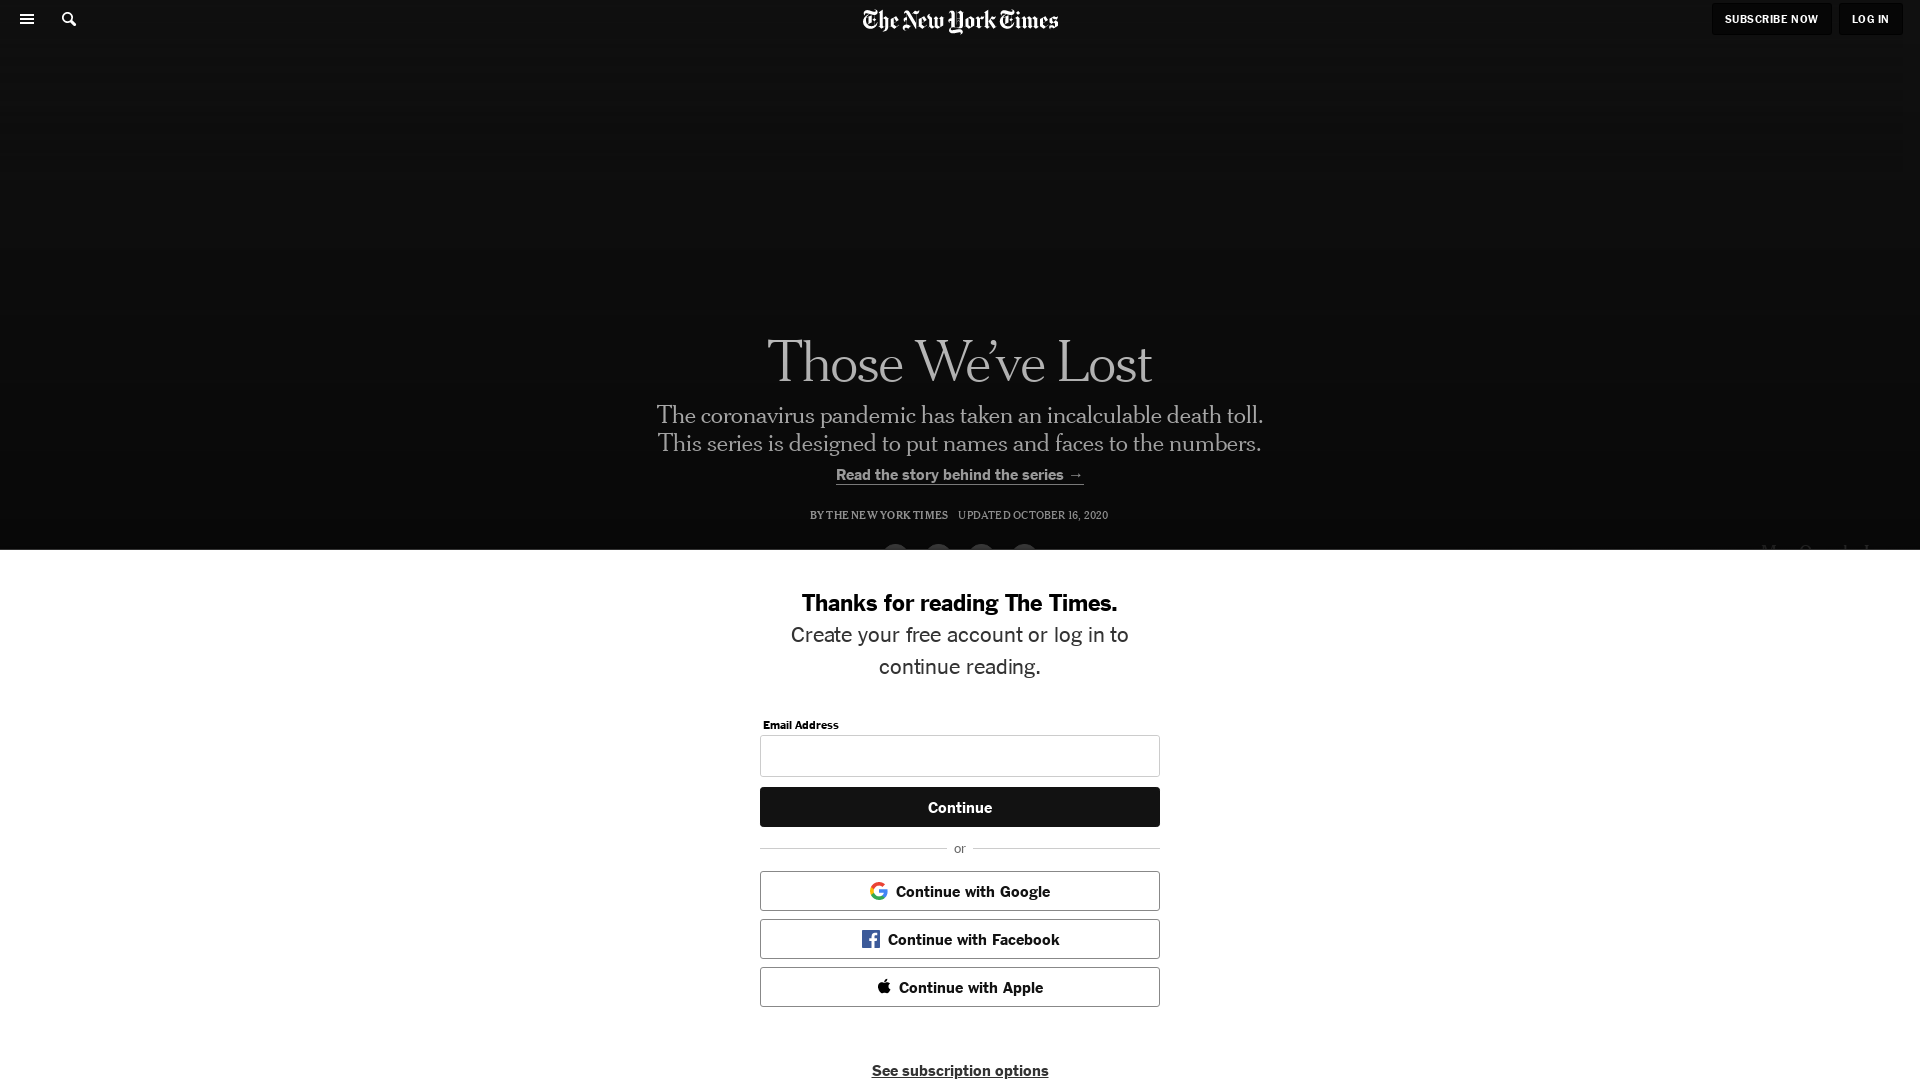 The New York Times
SUBSCRIBE NOW
LOG IN
Those We’ve Lost
The coronavirus pandemic has taken an incalculable death toll.
This series is designed to put names and faces to the numbers.
Read the story behind the series →
BY THE NEW YORK TIMES UPDATED OCTOBER 16, 2020
Thanks for reading The Times.
Create your free account or log in to
continue reading.
Email Address
Continue
or
Continue with Google
Continue with Facebook
Continue with Apple
See subscription options